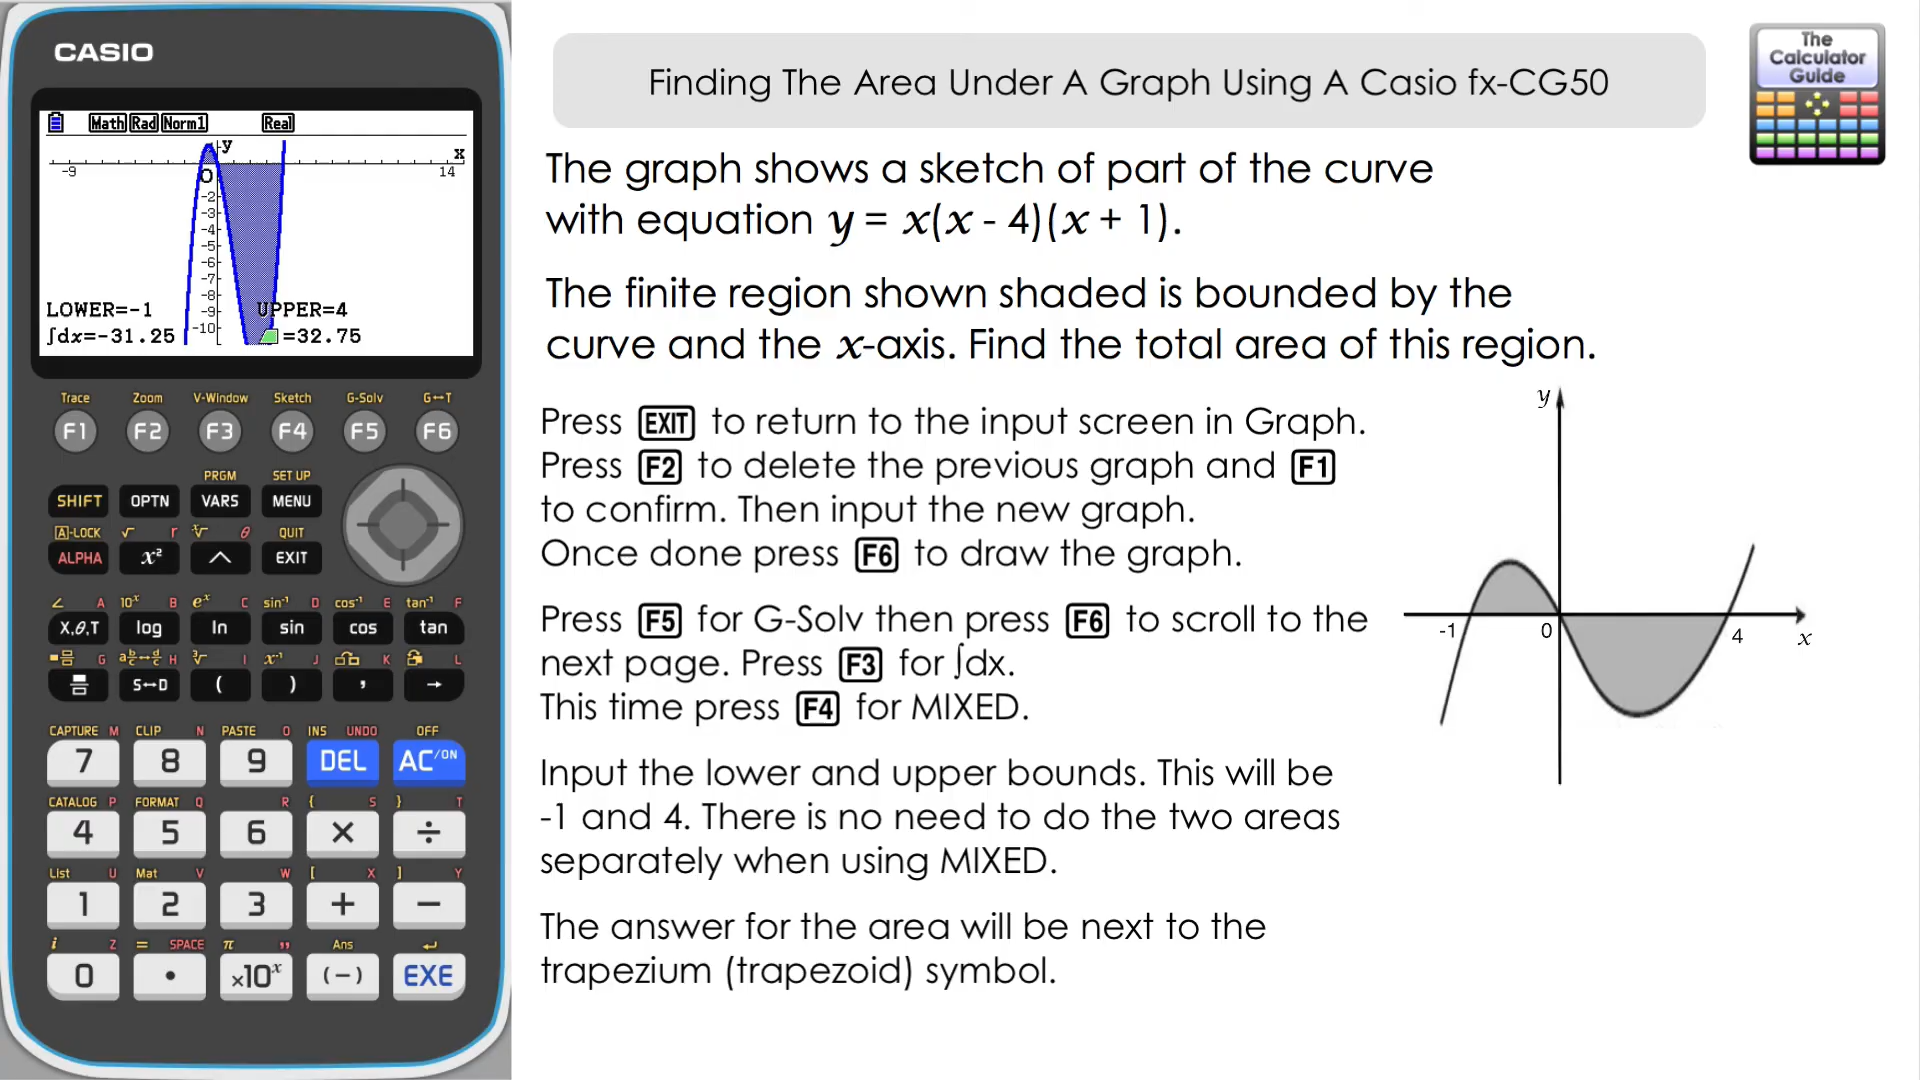 CASIO
Math Rad Norm1 Real
y
x
-9 O 14
-2
-3
-4
-5
-6
-7
-8
-9
-10
LOWER=-1 UPPER=4
∫dx=-31.25 =32.75
Trace Zoom V-Window Sketch G-Solv G↔T
F1 F2 F3 F4 F5 F6
PRGM SET UP
SHIFT OPTN VARS MENU
A-LOCK √ r ˣ√ θ QUIT
ALPHA x² ^ EXIT
∠ A 10ˣ B eˣ C sin⁻¹ D cos⁻¹ E tan⁻¹ F
X,θ,T log ln sin cos tan
G a b/c↔d/c H ³√ I x⁻¹ J K L
S↔D ( ) , →
CAPTURE M CLIP N PASTE O INS UNDO OFF
7 8 9 DEL AC/ON
CATALOG P FORMAT Q R { S } T
4 5 6 × ÷
List U Mat V W [ X ] Y
1 2 3 + −
i Z = SPACE π " Ans ↵
0 • ×10ˣ (−) EXE
Finding The Area Under A Graph Using A Casio fx-CG50
The
Calculator
Guide
The graph shows a sketch of part of the curve
with equation y = x(x - 4)(x + 1).
The finite region shown shaded is bounded by the
curve and the x-axis. Find the total area of this region.
Press EXIT to return to the input screen in Graph.
Press F2 to delete the previous graph and F1
to confirm. Then input the new graph.
Once done press F6 to draw the graph.
Press F5 for G-Solv then press F6 to scroll to the
next page. Press F3 for ∫dx.
This time press F4 for MIXED.
Input the lower and upper bounds. This will be
-1 and 4. There is no need to do the two areas
separately when using MIXED.
The answer for the area will be next to the
trapezium (trapezoid) symbol.
y
-1 0 4 x